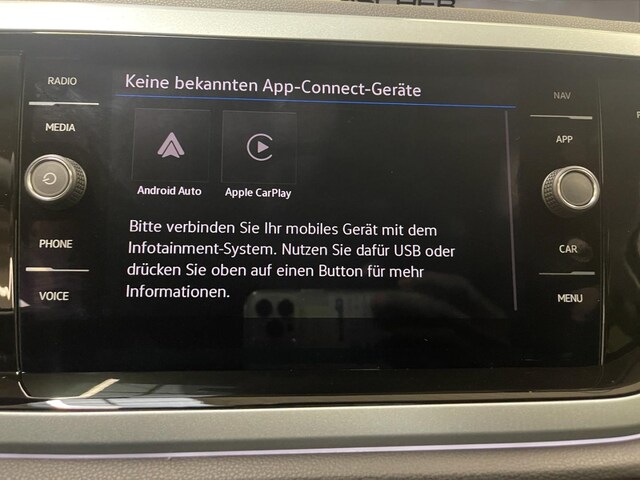 SCHER
RADIO
MEDIA
PHONE
VOICE
Keine bekannten App-Connect-Geräte
Android Auto
Apple CarPlay
Bitte verbinden Sie Ihr mobiles Gerät mit dem
Infotainment-System. Nutzen Sie dafür USB oder
drücken Sie oben auf einen Button für mehr
Informationen.
NAV
APP
CAR
MENU